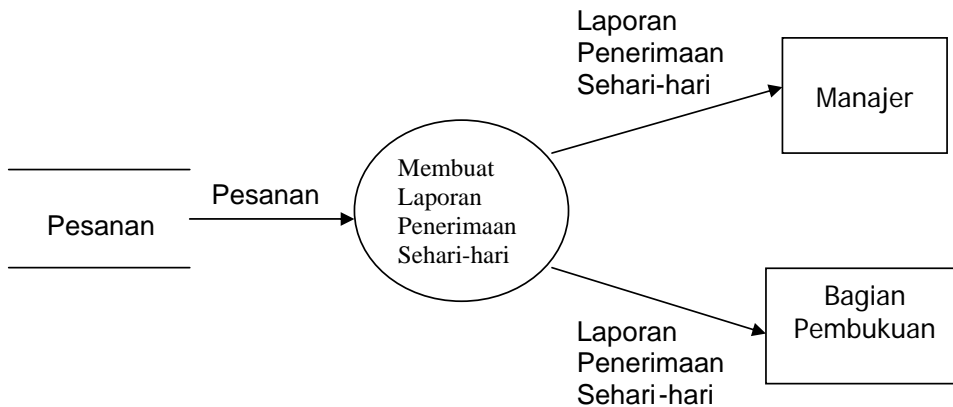 Laporan
Penerimaan
Sehari-hari
Manajer
Membuat
Laporan
Penerimaan
Sehari-hari
Pesanan
Pesanan
Bagian
Pembukuan
Laporan
Penerimaan
Sehari-hari